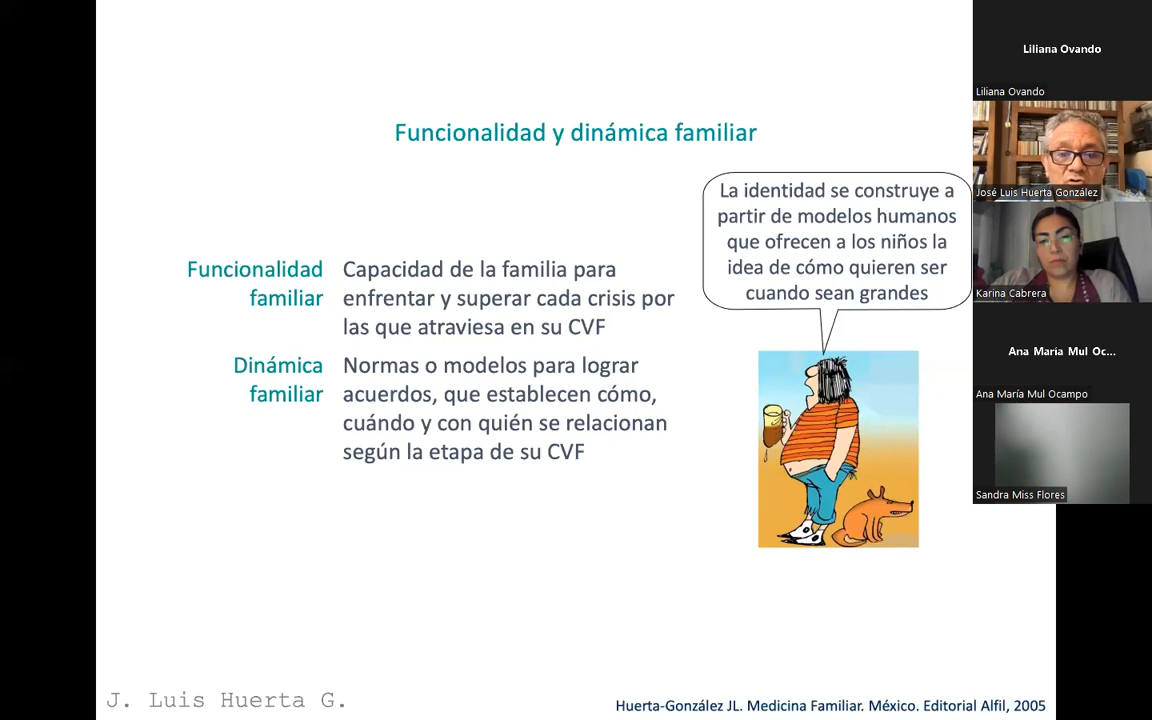 Funcionalidad y dinámica familiar
Funcionalidad familiar
Capacidad de la familia para
enfrentar y superar cada crisis por
las que atraviesa en su CVF
Dinámica familiar
Normas o modelos para lograr
acuerdos, que establecen cómo,
cuándo y con quién se relacionan
según la etapa de su CVF
La identidad se construye a
partir de modelos humanos
que ofrecen a los niños la
idea de cómo quieren ser
cuando sean grandes
J. Luis Huerta G.
Huerta-González JL. Medicina Familiar. México. Editorial Alfil, 2005
Liliana Ovando
Liliana Ovando
José Luis Huerta González
Karina Cabrera
Ana María Mul Oc...
Ana María Mul Ocampo
Sandra Miss Flores